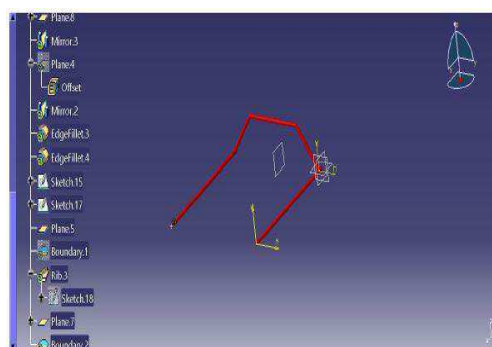 Plane.8
Mirror.3
Plane.4
Offset
Mirror.2
EdgeFillet.3
EdgeFillet.4
Sketch.15
Sketch.17
Plane.5
Boundary.1
Rib.3
Sketch.18
Plane.7
Boundary.2